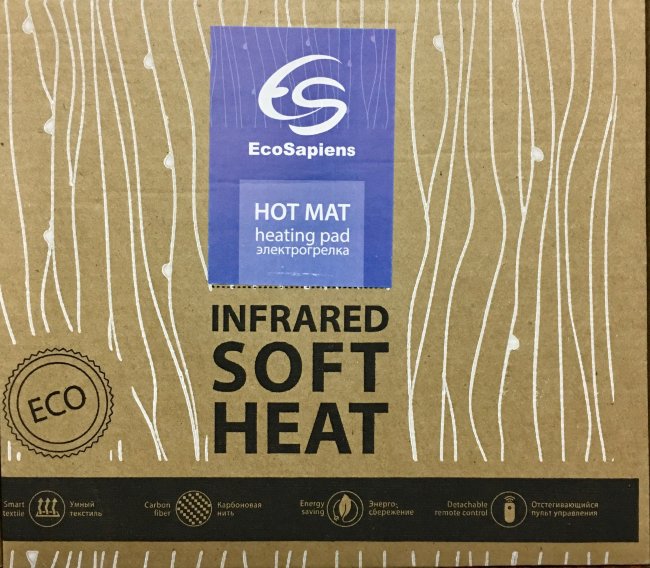 ES
EcoSapiens
HOT MAT
heating pad
электрогрелка
INFRARED
SOFT
HEAT
ECO
Smart
textile
Умный
текстиль
Carbon
fiber
Карбоновая
нить
Energy
saving
Энерго-
сбережение
Detachable
remote control
Отстегивающийся
пульт управления